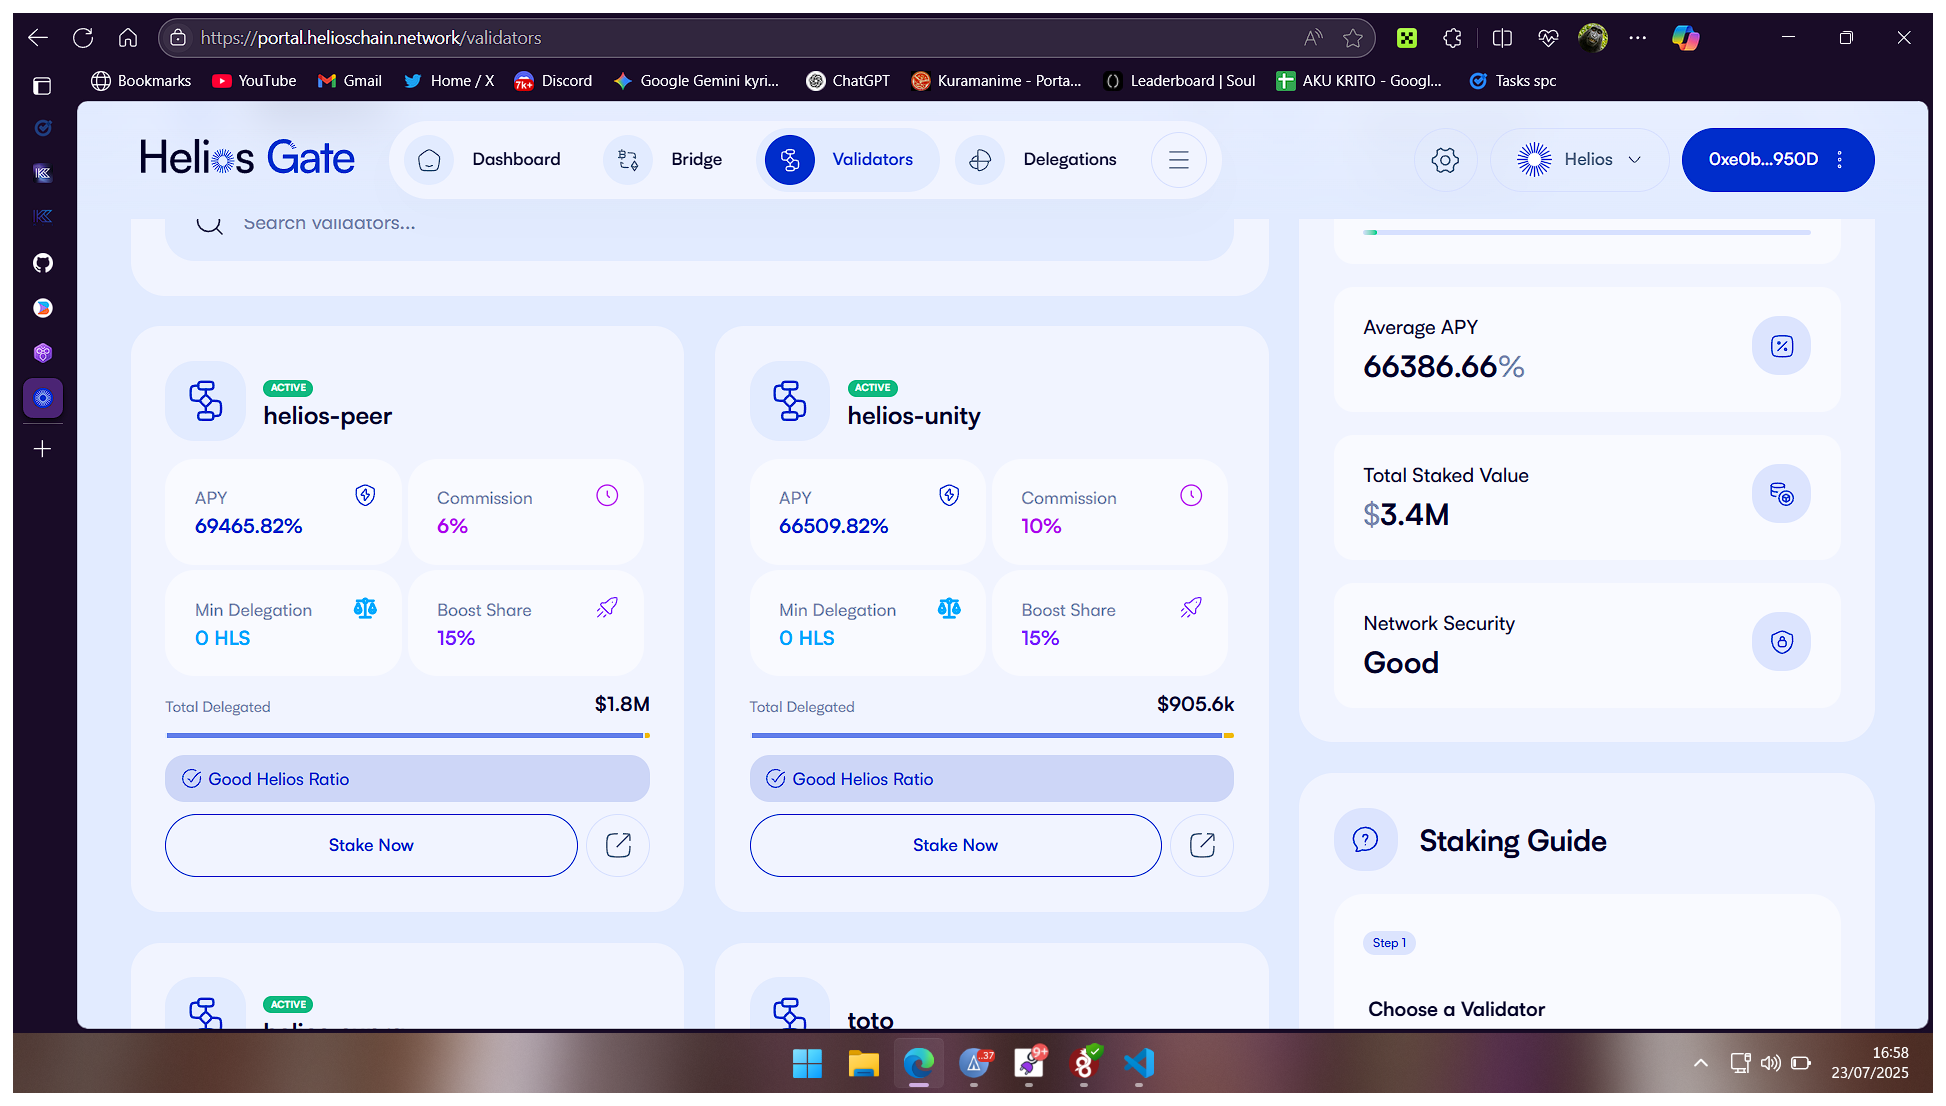 https://portal.helioschain.network/validators
Bookmarks
YouTube
Gmail
Home / X
Discord
Google Gemini kyri...
ChatGPT
Kuramanime - Porta...
Leaderboard | Soul
AKU KRITO - Googl...
Tasks spc
Helios Gate
Dashboard
Bridge
Validators
Delegations
Helios
0xe0b...950D
Search validators...
ACTIVE
helios-peer
APY
69465.82%
Commission
6%
Min Delegation
0 HLS
Boost Share
15%
Total Delegated
$1.8M
Good Helios Ratio
Stake Now
ACTIVE
helios-unity
APY
66509.82%
Commission
10%
Min Delegation
0 HLS
Boost Share
15%
Total Delegated
$905.6k
Good Helios Ratio
Stake Now
ACTIVE
toto
Average APY
66386.66%
Total Staked Value
$3.4M
Network Security
Good
Staking Guide
Step 1
Choose a Validator
16:58
23/07/2025